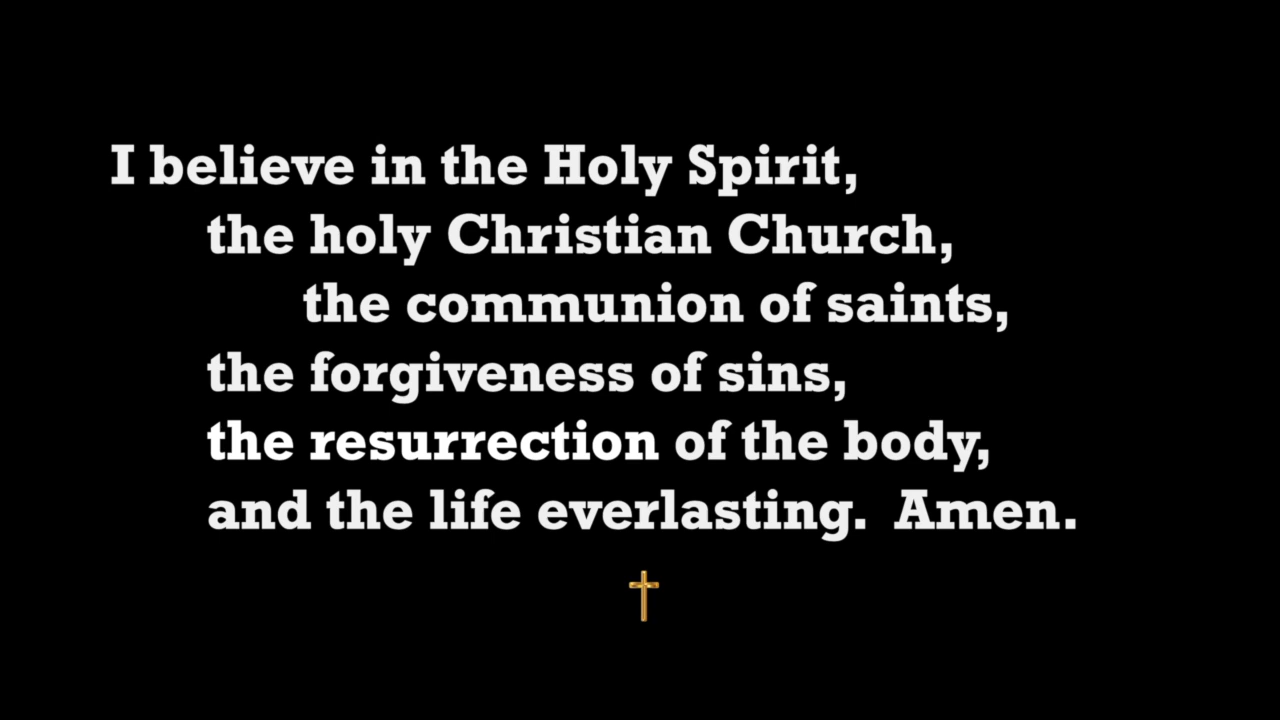 I believe in the Holy Spirit,
the holy Christian Church,
the communion of saints,
the forgiveness of sins,
the resurrection of the body,
and the life everlasting.  Amen.